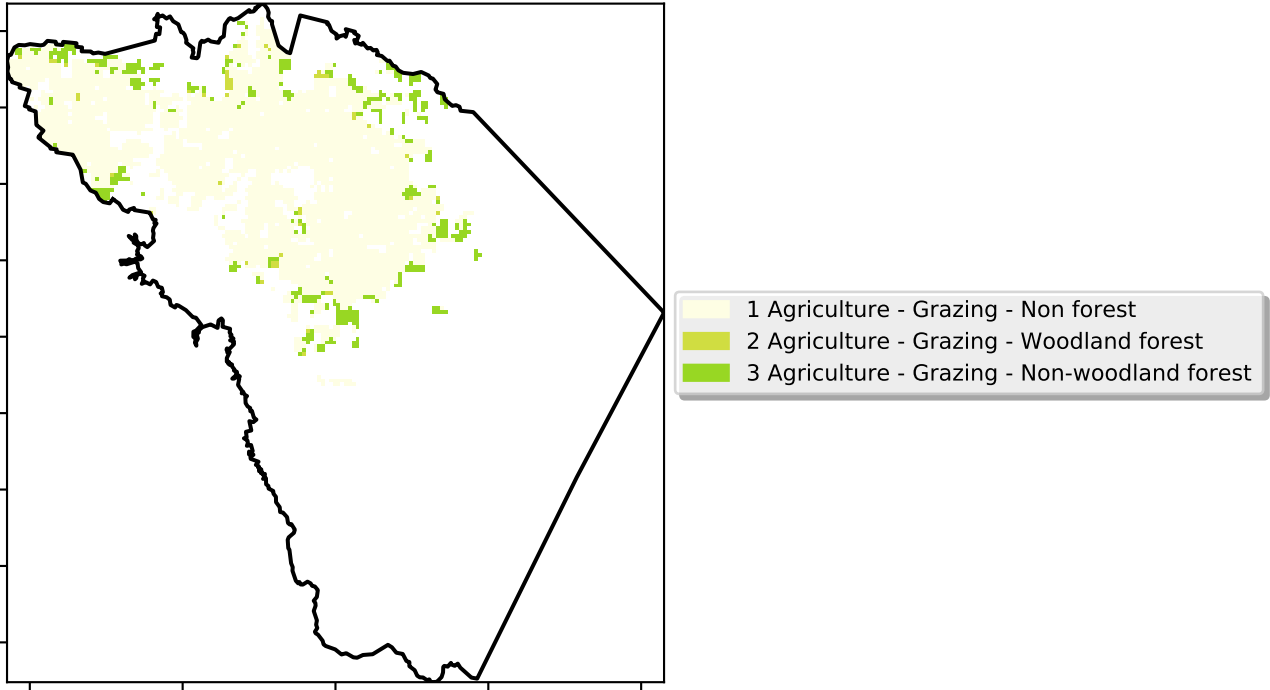 1 Agriculture - Grazing - Non forest
2 Agriculture - Grazing - Woodland forest
3 Agriculture - Grazing - Non-woodland forest